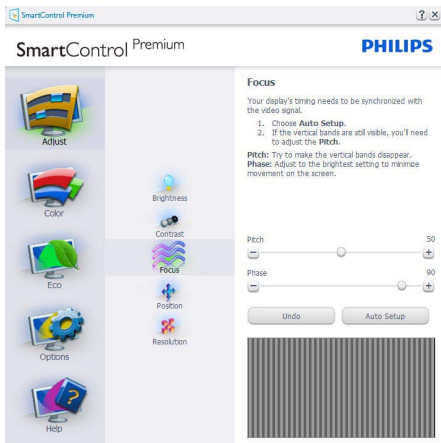 SmartControl Premium
? X
SmartControl Premium
PHILIPS
Adjust
Color
Eco
Options
Help
Brightness
Contrast
Focus
Position
Resolution
Focus
Your display's timing needs to be synchronized with
the video signal.
1. Choose Auto Setup.
2. If the vertical bands are still visible, you'll need
to adjust the Pitch.
Pitch: Try to make the vertical bands disappear.
Phase: Adjust to the brightest setting to minimize
movement on the screen.
Pitch 50
Phase 90
Undo Auto Setup